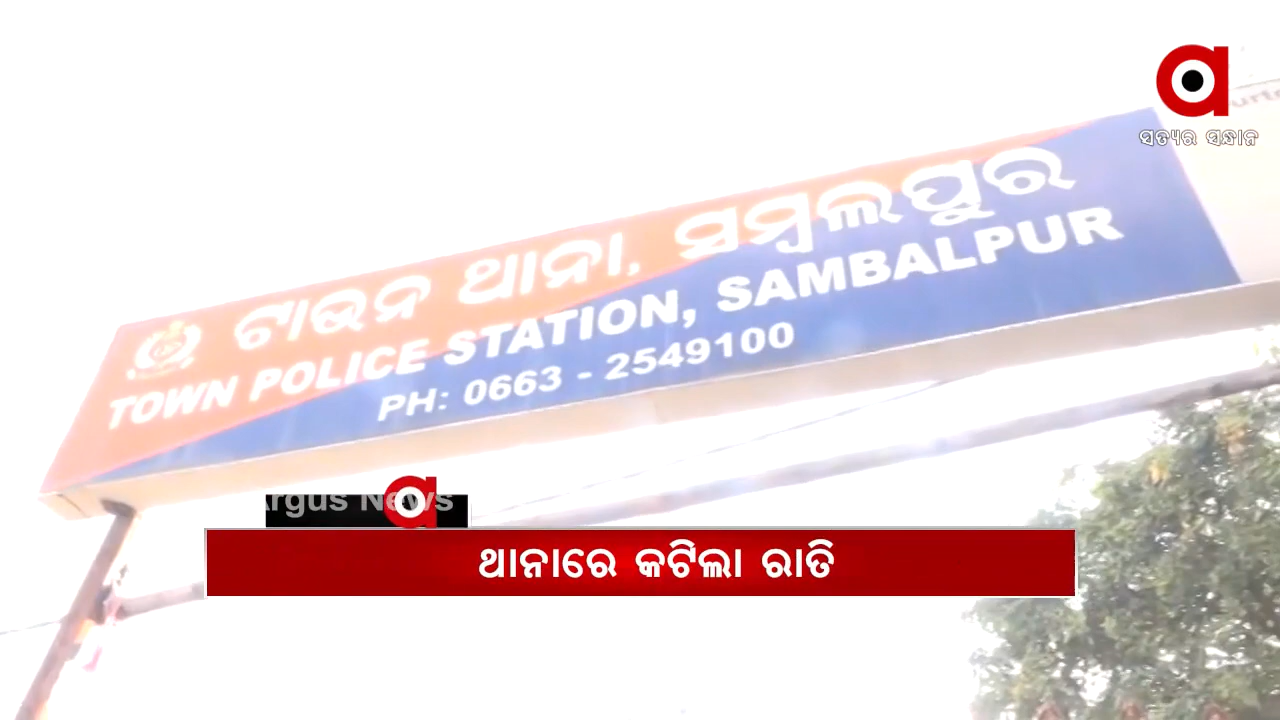 ସତ୍ୟର ସନ୍ଧାନ
ଟାଉନ ଥାନା, ସମ୍ବଲପୁର
TOWN POLICE STATION, SAMBALPUR
PH: 0663 - 2549100
Argus News
ଥାନାରେ କଟିଲା ରାତି